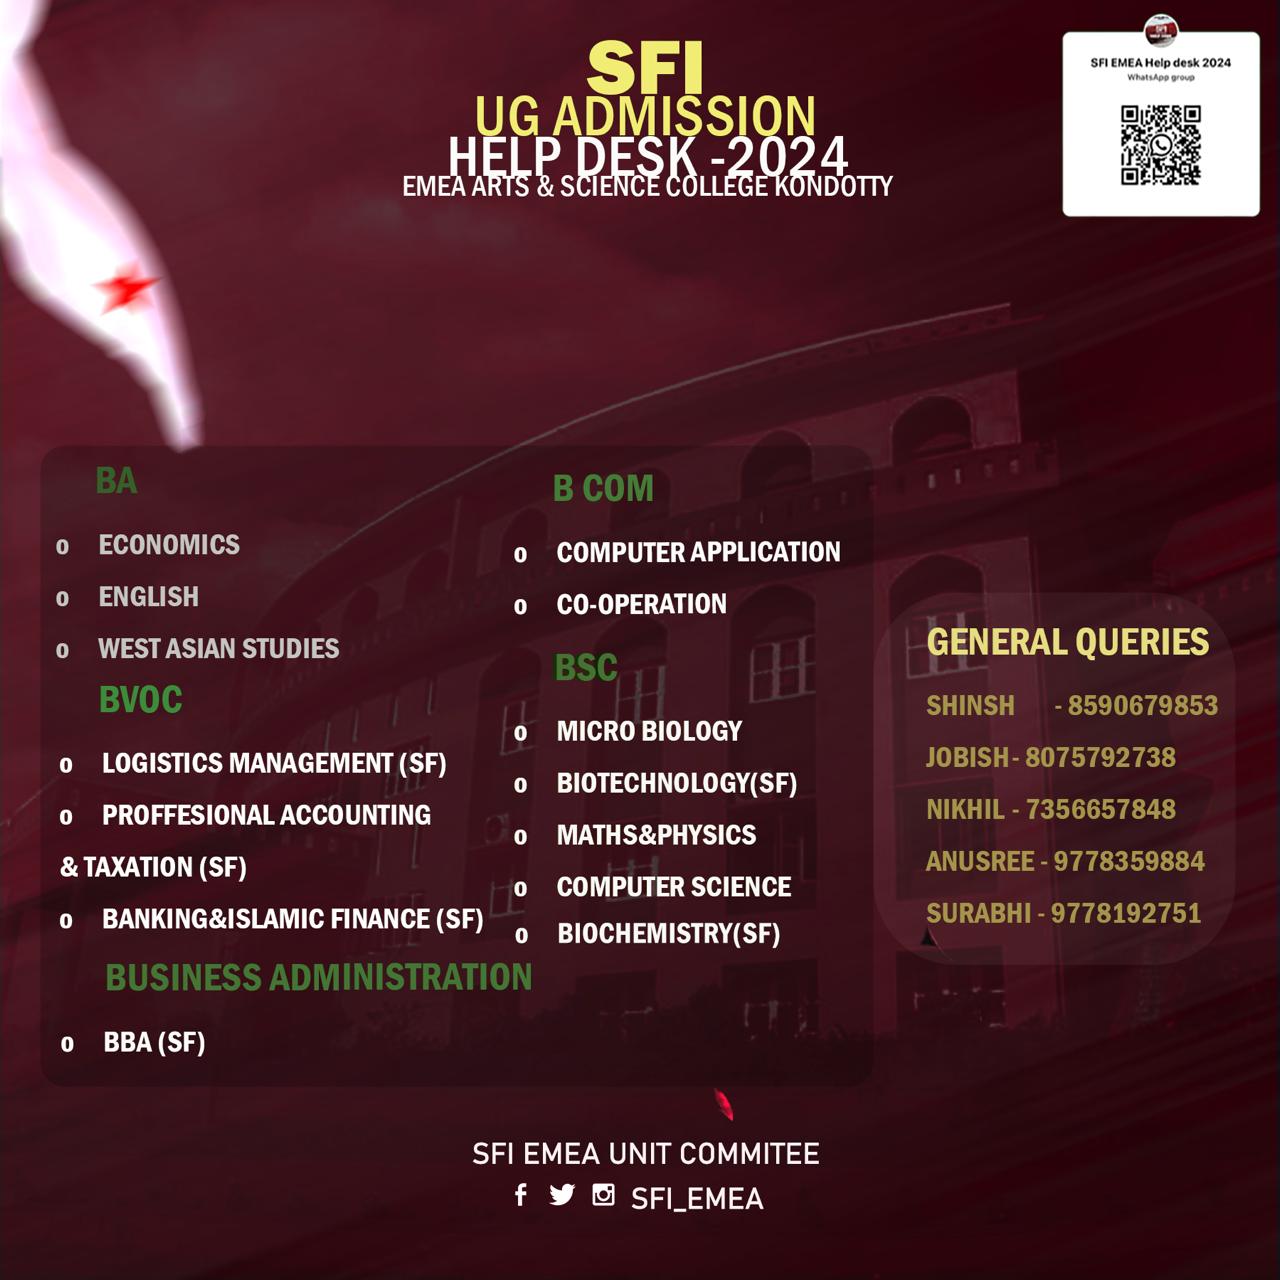 SFI
UG ADMISSION
HELP DESK -2024
EMEA ARTS & SCIENCE COLLEGE KONDOTTY
SFI EMEA Help desk 2024
WhatsApp group
BA
o ECONOMICS
o ENGLISH
o WEST ASIAN STUDIES
BVOC
o LOGISTICS MANAGEMENT (SF)
o PROFFESIONAL ACCOUNTING
& TAXATION (SF)
o BANKING&ISLAMIC FINANCE (SF)
BUSINESS ADMINISTRATION
o BBA (SF)
B COM
o COMPUTER APPLICATION
o CO-OPERATION
BSC
o MICRO BIOLOGY
o BIOTECHNOLOGY(SF)
o MATHS&PHYSICS
o COMPUTER SCIENCE
o BIOCHEMISTRY(SF)
GENERAL QUERIES
SHINSH - 8590679853
JOBISH- 8075792738
NIKHIL - 7356657848
ANUSREE - 9778359884
SURABHI - 9778192751
SFI EMEA UNIT COMMITEE
SFI_EMEA